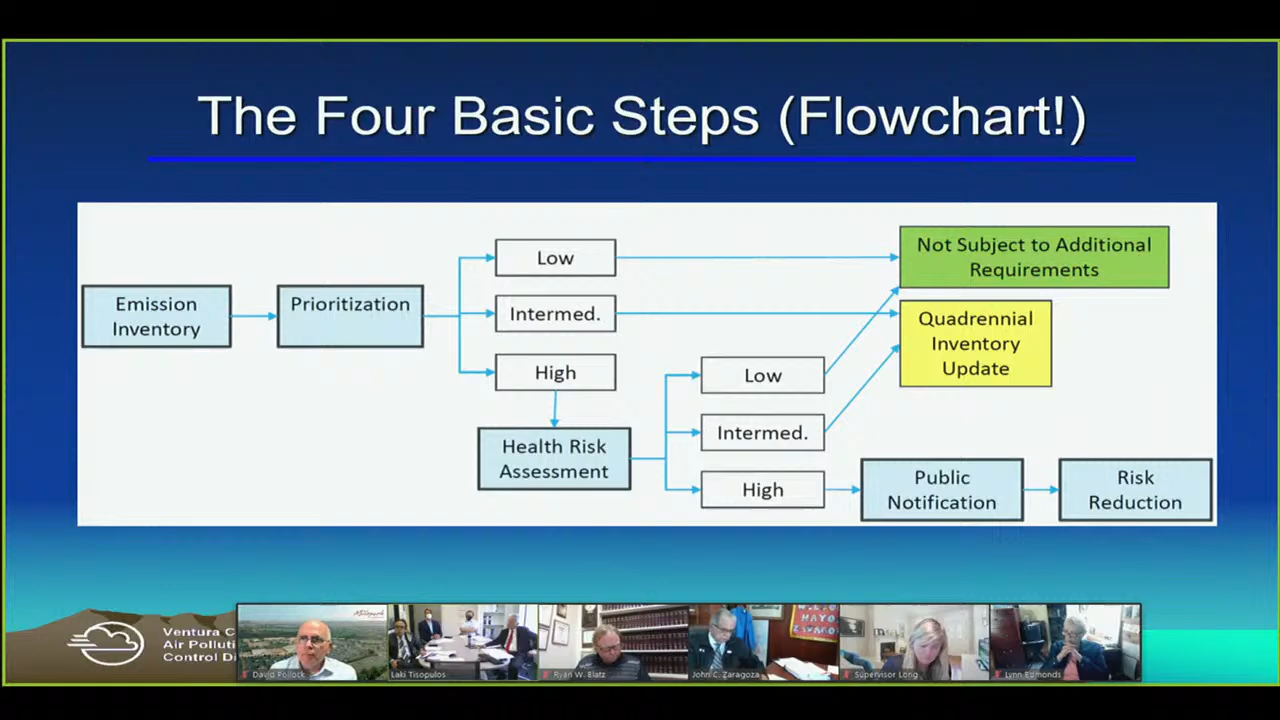 The Four Basic Steps (Flowchart!)
Emission
Inventory
Prioritization
Low
Intermed.
High
Health Risk
Assessment
Low
Intermed.
High
Not Subject to Additional
Requirements
Quadrennial
Inventory
Update
Public
Notification
Risk
Reduction
Ventura C
Air Polluti
Control Di
David Pollock
Laki Tisopulos
Ryan W. Blatz
John C. Zaragoza
Supervisor Long
Lynn Edmonds